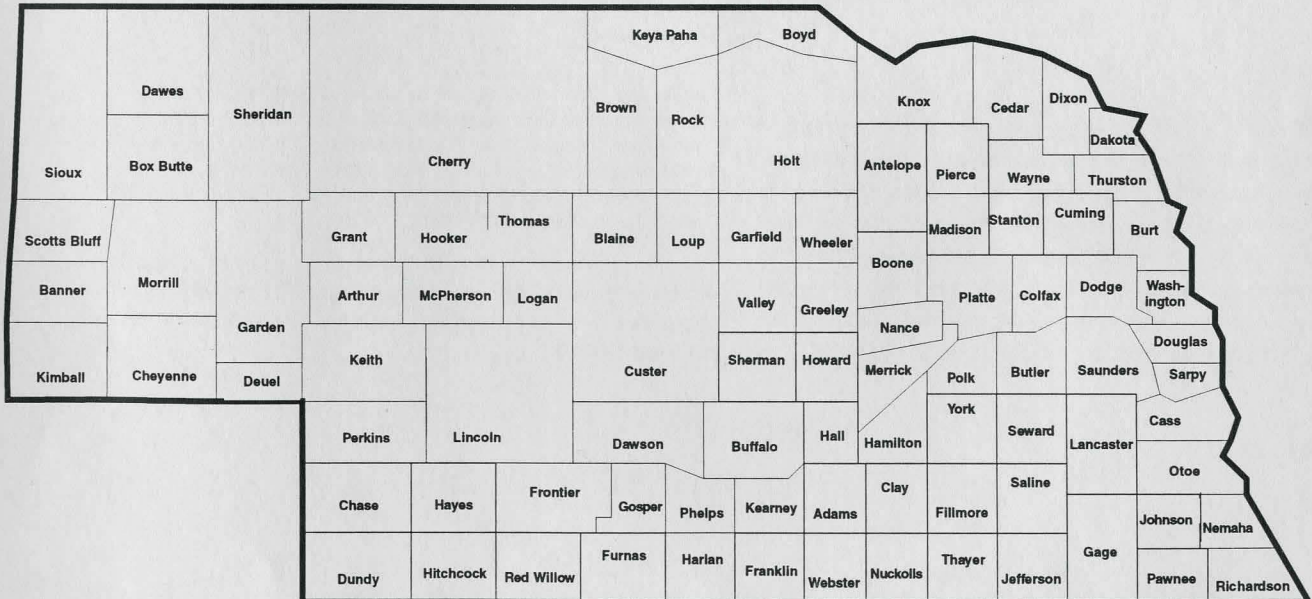 Keya Paha
Boyd
Dawes
Sheridan
Brown
Rock
Knox
Cedar
Dixon
Dakota
Sioux
Box Butte
Cherry
Holt
Antelope
Pierce
Wayne
Thurston
Scotts Bluff
Grant
Hooker
Thomas
Blaine
Loup
Garfield
Wheeler
Madison
Stanton
Cuming
Burt
Banner
Morrill
Garden
Arthur
McPherson
Logan
Valley
Greeley
Boone
Nance
Platte
Colfax
Dodge
Wash-
ington
Kimball
Cheyenne
Deuel
Keith
Custer
Sherman
Howard
Merrick
Polk
Butler
Saunders
Douglas
Sarpy
Perkins
Lincoln
Dawson
Buffalo
Hall
Hamilton
York
Seward
Lancaster
Cass
Otoe
Chase
Hayes
Frontier
Gosper
Phelps
Kearney
Adams
Clay
Fillmore
Saline
Gage
Johnson
Nemaha
Dundy
Hitchcock
Red Willow
Furnas
Harlan
Franklin
Webster
Nuckolls
Thayer
Jefferson
Pawnee
Richardson